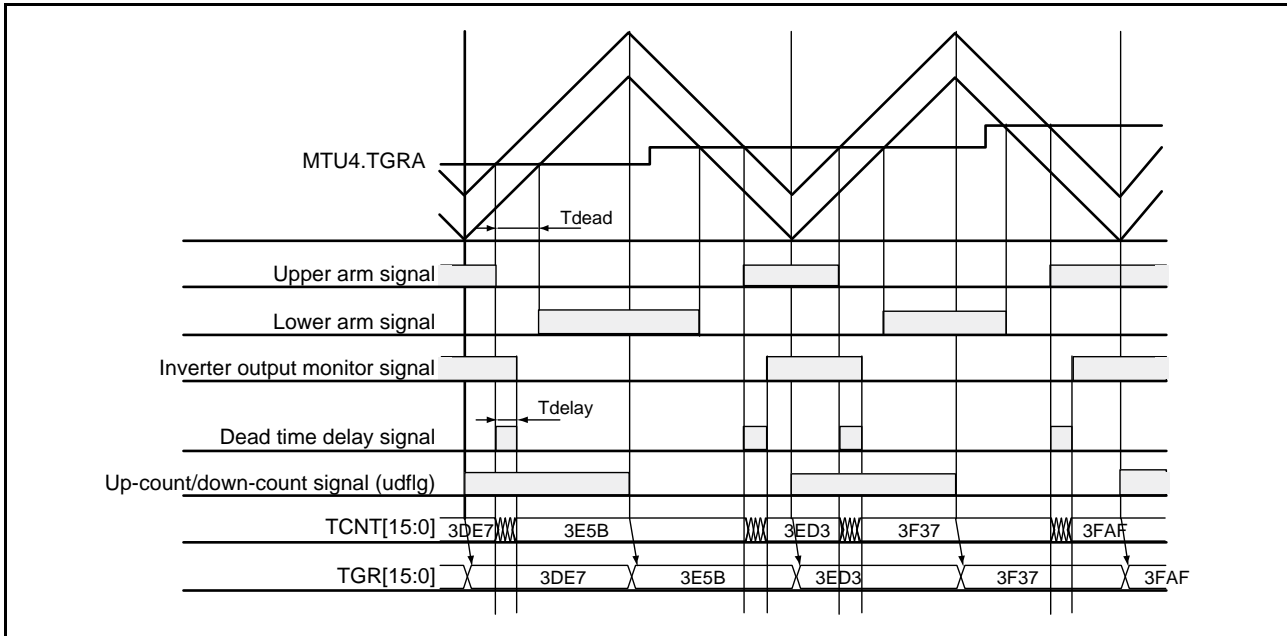 MTU4.TGRA
Tdead
Upper arm signal
Lower arm signal
Inverter output monitor signal
Tdelay
Dead time delay signal
Up-count/down-count signal (udflg)
TCNT[15:0] 3DE7 3E5B 3ED3 3F37 3FAF
TGR[15:0] 3DE7 3E5B 3ED3 3F37 3FAF